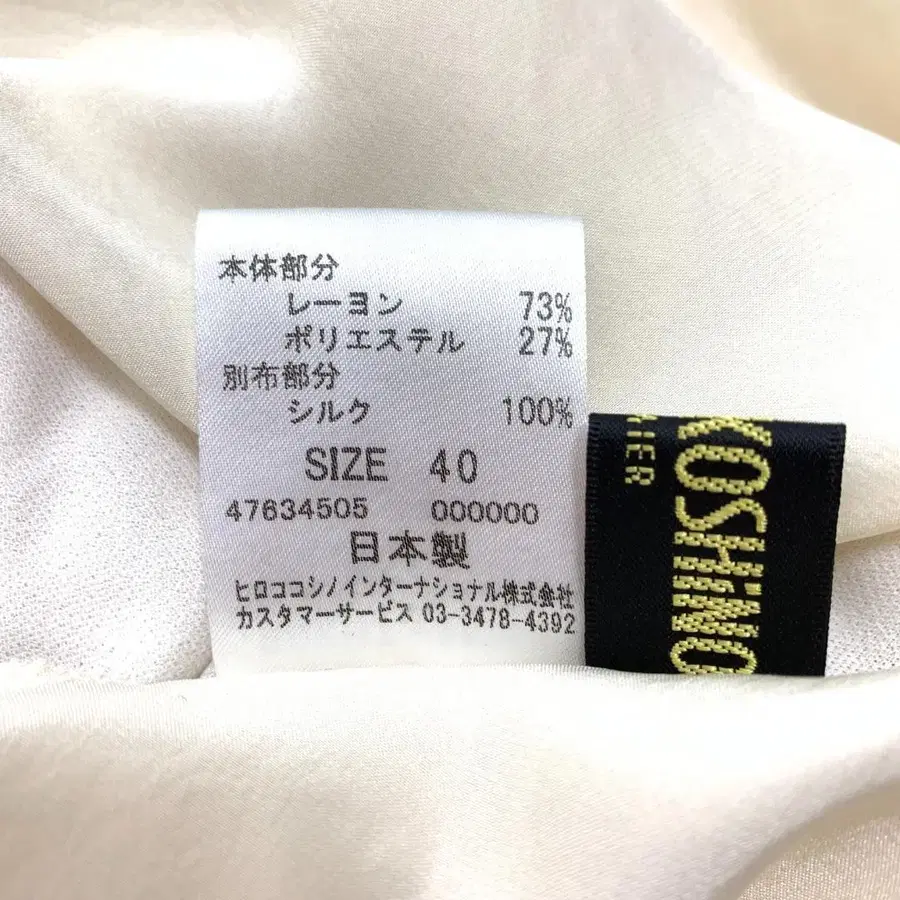 本体部分
レーヨン 73%
ポリエステル 27%
別布部分
シルク 100%
SIZE 40
47634505 000000
日本製
ヒロココシノインターナショナル株式会社
カスタマーサービス 03-3478-4392
KOSHINO